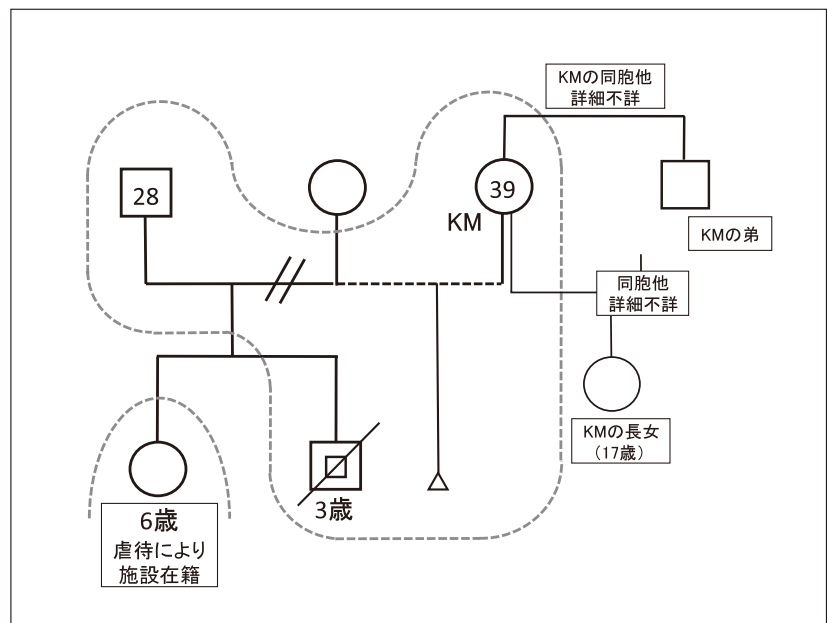 KMの同胞他
詳細不詳
28
39
KM
KMの弟
同胞他
詳細不詳
KMの長女
（17歳）
3歳
6歳
虐待により
施設在籍